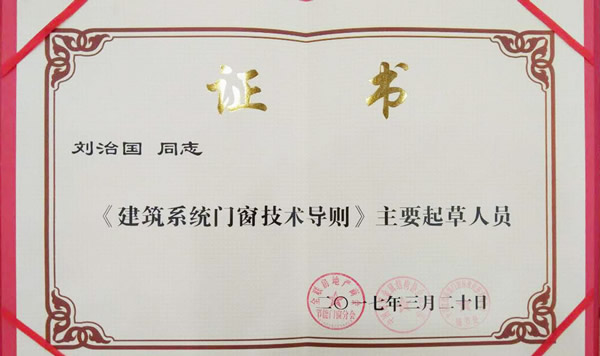 证 书
刘治国 同志
《建筑系统门窗技术导则》主要起草人员
二〇一七年三月二十日